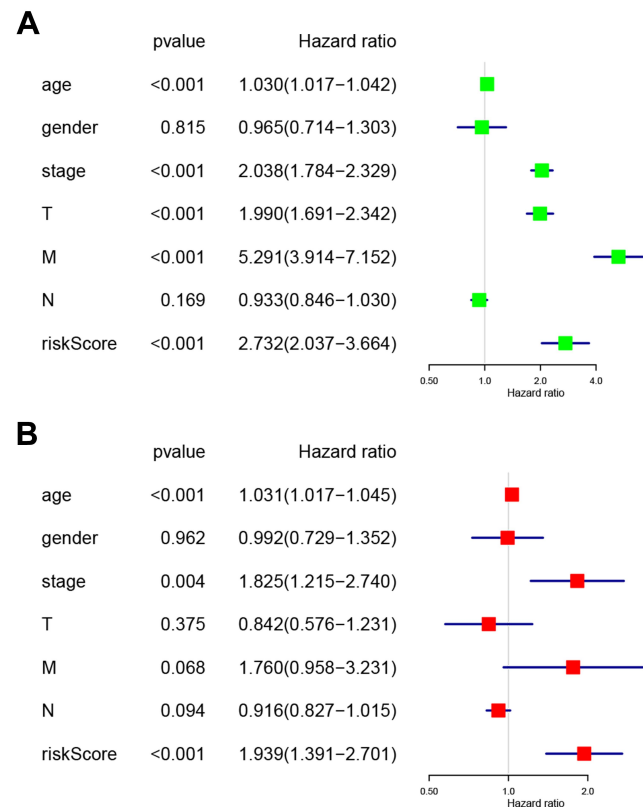 A
pvalue Hazard ratio
age <0.001 1.030(1.017−1.042)
gender 0.815 0.965(0.714−1.303)
stage <0.001 2.038(1.784−2.329)
T <0.001 1.990(1.691−2.342)
M <0.001 5.291(3.914−7.152)
N 0.169 0.933(0.846−1.030)
riskScore <0.001 2.732(2.037−3.664)
0.50 1.0 2.0 4.0
Hazard ratio
B
pvalue Hazard ratio
age <0.001 1.031(1.017−1.045)
gender 0.962 0.992(0.729−1.352)
stage 0.004 1.825(1.215−2.740)
T 0.375 0.842(0.576−1.231)
M 0.068 1.760(0.958−3.231)
N 0.094 0.916(0.827−1.015)
riskScore <0.001 1.939(1.391−2.701)
0.50 1.0 2.0
Hazard ratio